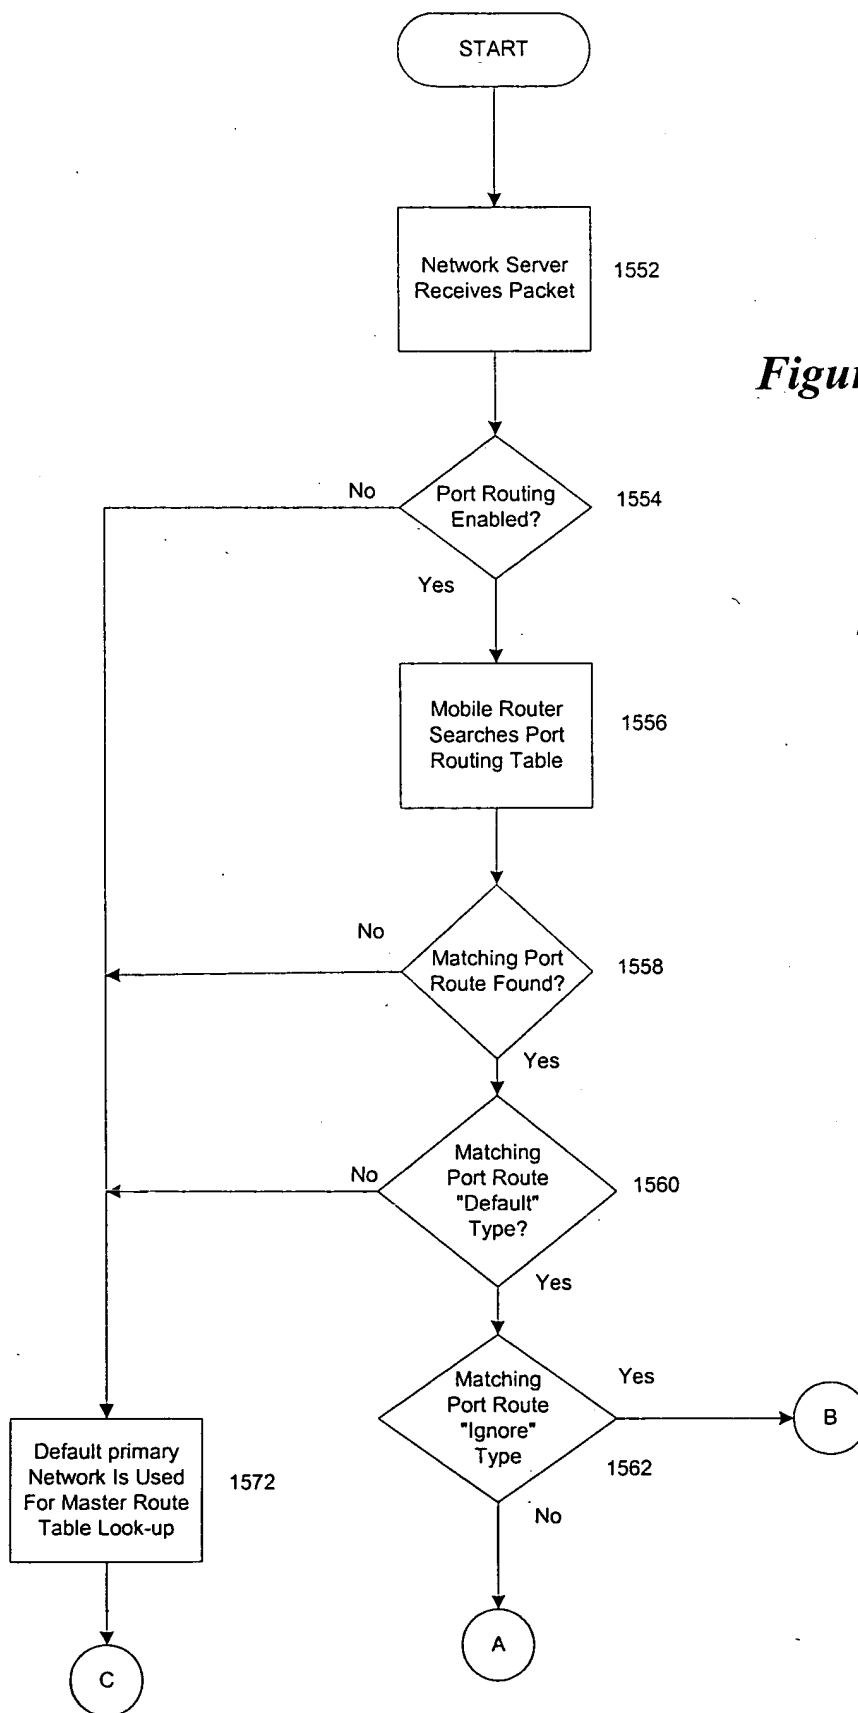 START
Network Server
Receives Packet
1552
Figur
No
Port Routing
Enabled?
1554
Yes
Mobile Router
Searches Port
Routing Table
1556
No
Matching Port
Route Found?
1558
Yes
No
Matching
Port Route
"Default"
Type?
1560
Yes
Matching
Port Route
"Ignore"
Type
Yes
B
1562
Default primary
Network Is Used
For Master Route
Table Look-up
1572
No
A
C